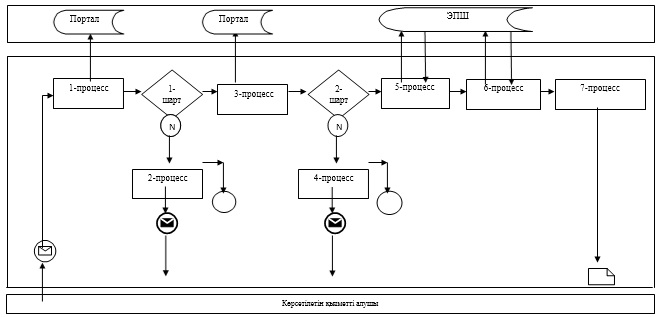 Портал
Портал
ЭПШ
1-процесс
1-
шарт
3-процесс
2-
шарт
5-процесс
6-процесс
7-процесс
N
N
2-процесс
4-процесс
Көрсетілетін қызметті алушы